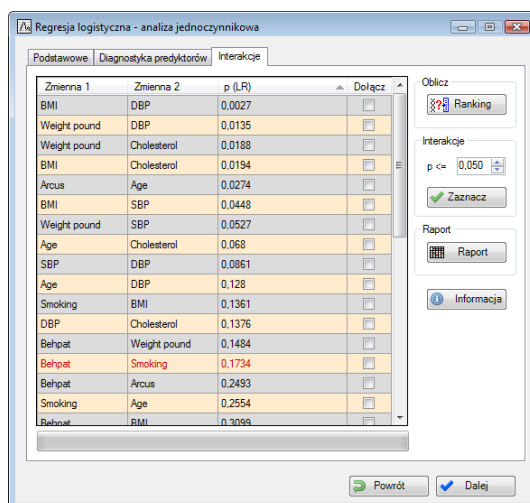 Regresja logistyczna - analiza jednoczynnikowa
Podstawowe Diagnostyka predyktorów Interakcje
Zmienna 1 Zmienna 2 p (LR) Dołącz
BMI DBP 0,0027
Weight pound DBP 0,0135
Weight pound Cholesterol 0,0188
BMI Cholesterol 0,0194
Arcus Age 0,0274
BMI SBP 0,0448
Weight pound SBP 0,0527
Age Cholesterol 0,068
SBP DBP 0,0861
Age DBP 0,128
Smoking BMI 0,1361
DBP Cholesterol 0,1376
Behpat Weight pound 0,1484
Behpat Smoking 0,1734
Behpat Arcus 0,2493
Smoking Age 0,2554
Behpat BMI 0,3099
Oblicz
Ranking
Interakcje
p <= 0,050
Zaznacz
Raport
Raport
Informacja
Powrót Dalej